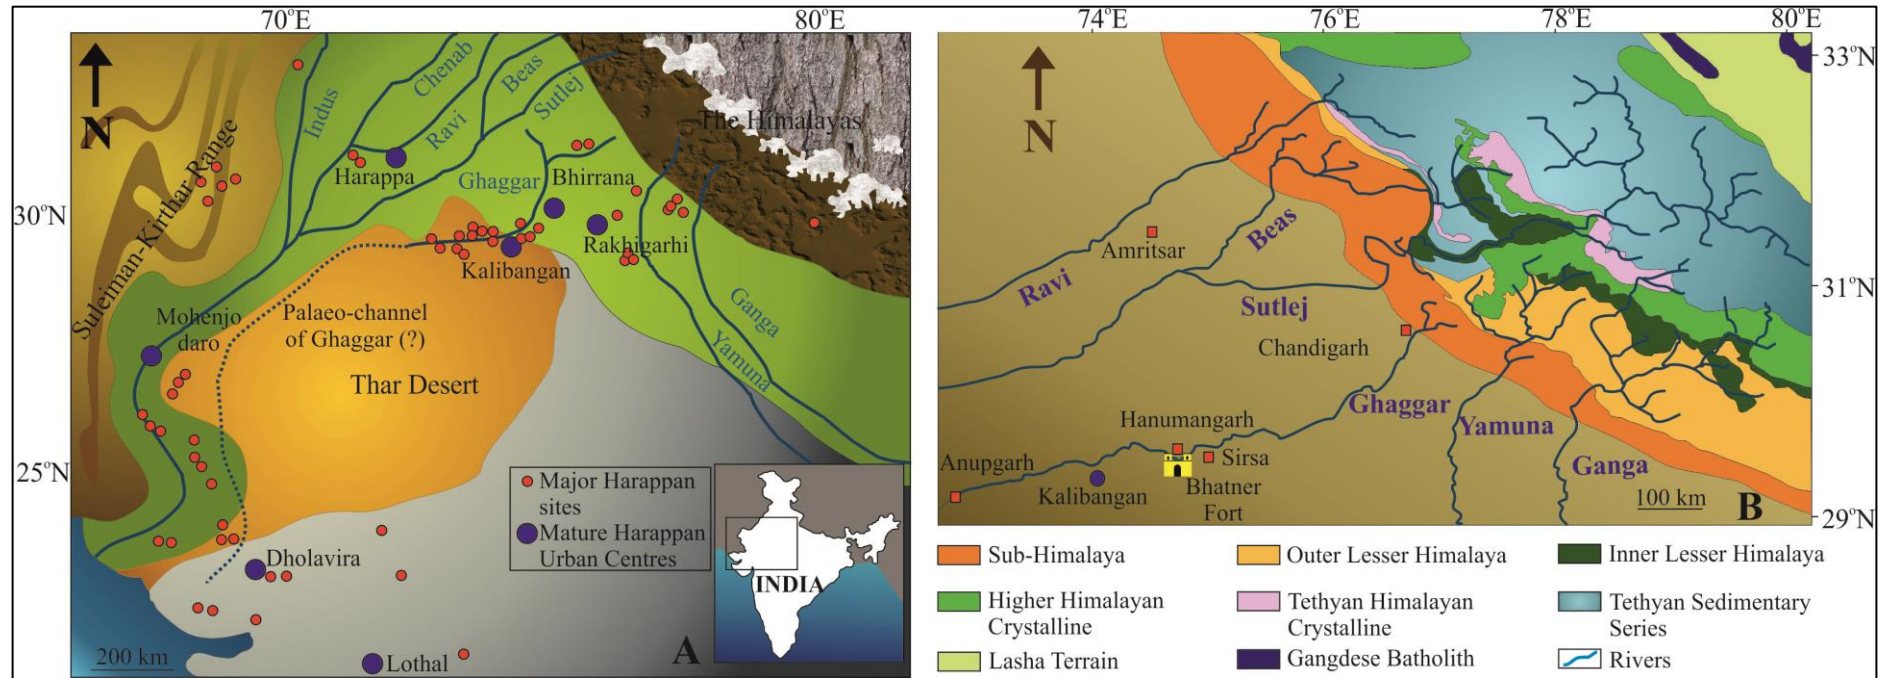 70°E
80°E
30°N
25°N
N
Suleiman-Kirthar Range
Indus
Chenab
Ravi
Beas
Sutlej
The Himalayas
Harappa
Ghaggar
Bhirrana
Rakhigarhi
Kalibangan
Mohenjo
daro
Palaeo-channel
of Ghaggar (?)
Thar Desert
Ganga
Yamuna
Major Harappan
sites
Mature Harappan
Urban Centres
Dholavira
Lothal
INDIA
200 km
A
74°E
76°E
78°E
80°E
33°N
31°N
29°N
N
Amritsar
Beas
Ravi
Sutlej
Chandigarh
Ghaggar
Hanumangarh
Yamuna
Anupgarh
Sirsa
Ganga
Kalibangan
Bhatner
Fort
100 km
B
Sub-Himalaya
Outer Lesser Himalaya
Inner Lesser Himalaya
Higher Himalayan
Crystalline
Tethyan Himalayan
Crystalline
Tethyan Sedimentary
Series
Lasha Terrain
Gangdese Batholith
Rivers